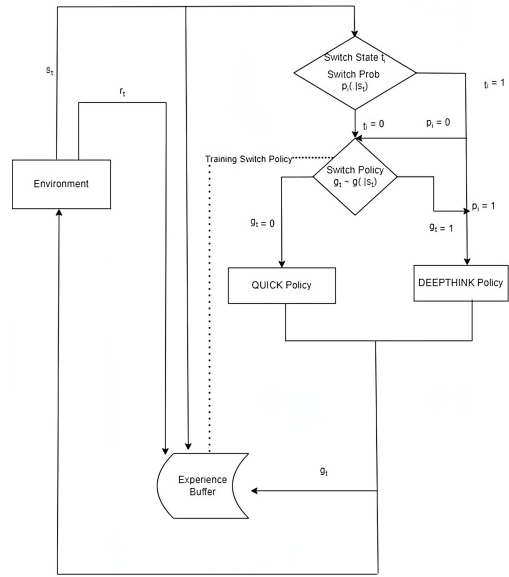 Switch State tᵢ
Switch Prob
pᵢ(.|sₜ)
sₜ
rₜ
tᵢ = 1
tᵢ = 0
pᵢ = 0
Training Switch Policy
Environment
Switch Policy
gₜ ~ g(.|sₜ)
pᵢ = 1
gₜ = 0
gₜ = 1
QUICK Policy
DEEPTHINK Policy
gₜ
Experience
Buffer